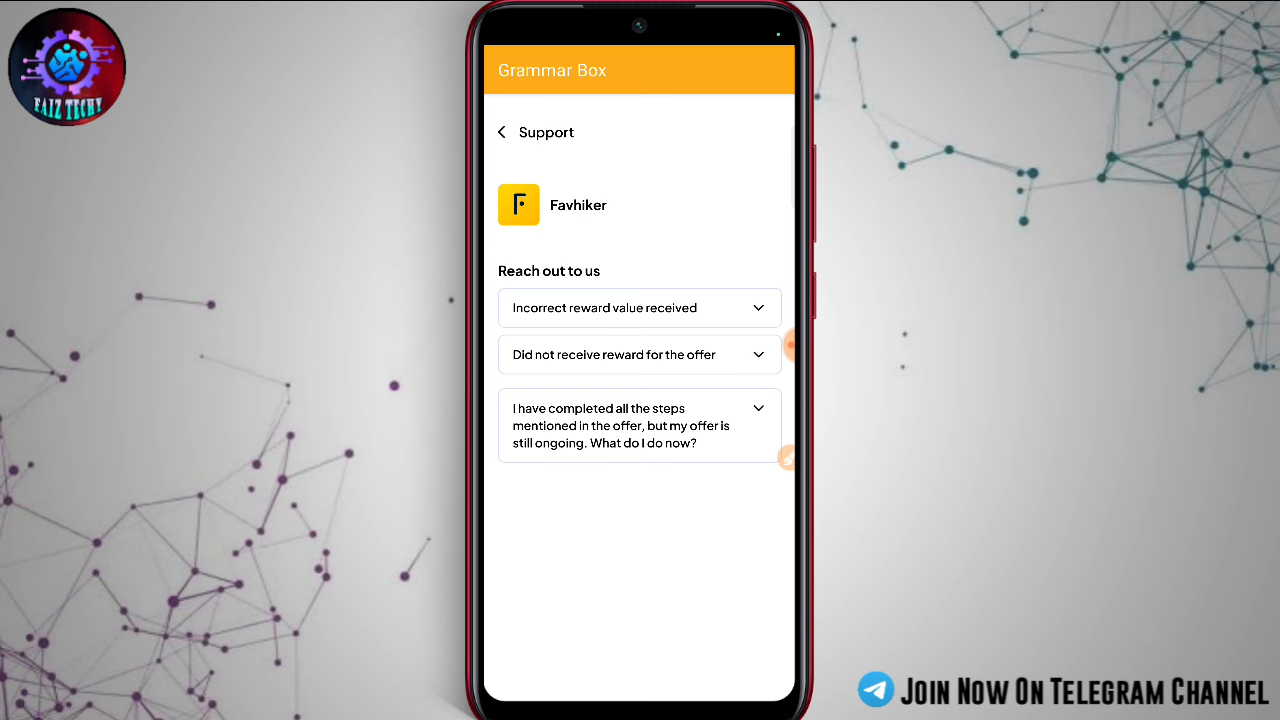 FAIZ TECHY
Grammar Box
Support
Favhiker
Reach out to us
Incorrect reward value received
Did not receive reward for the offer
I have completed all the steps
mentioned in the offer, but my offer is
still ongoing. What do I do now?
Join Now On Telegram Channel